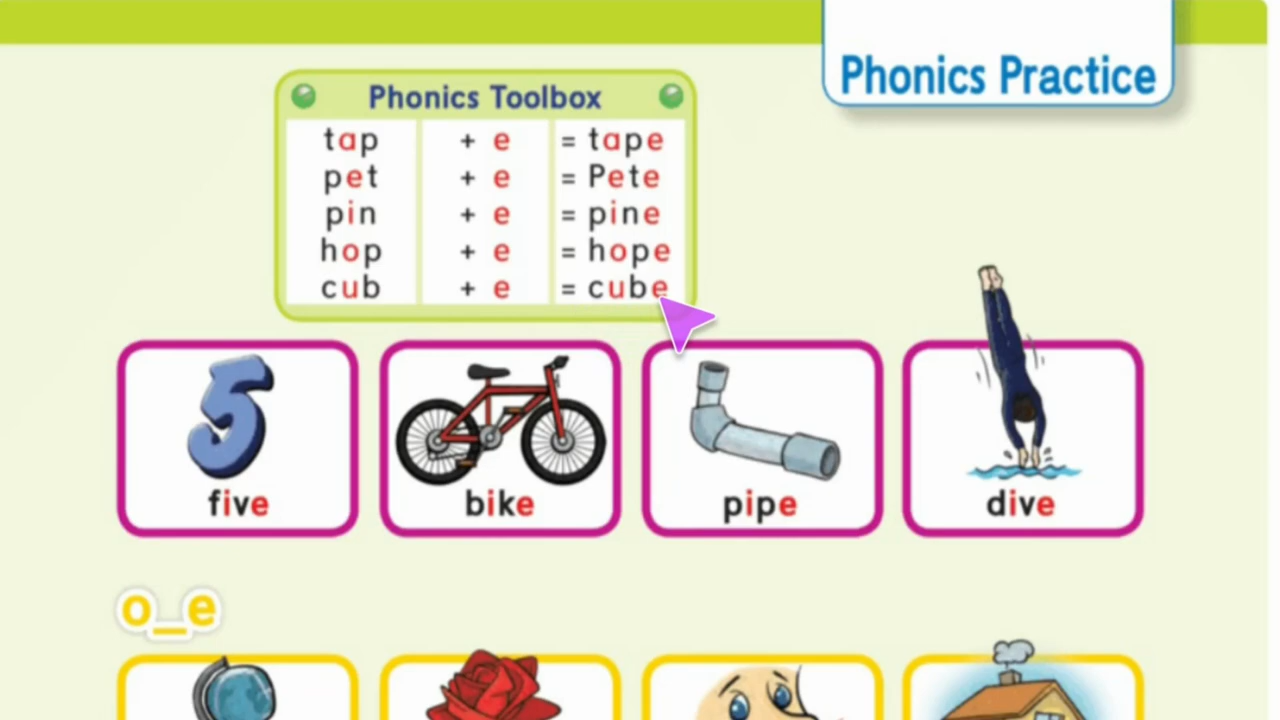 Phonics Practice
Phonics Toolbox
tap + e = tape
pet + e = Pete
pin + e = pine
hop + e = hope
cub + e = cube
five
bike
pipe
dive
o_e